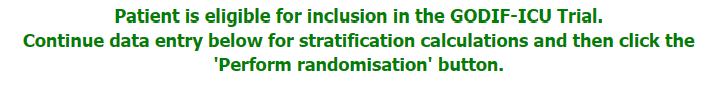 Patient is eligible for inclusion in the GODIF-ICU Trial.
Continue data entry below for stratification calculations and then click the
'Perform randomisation' button.